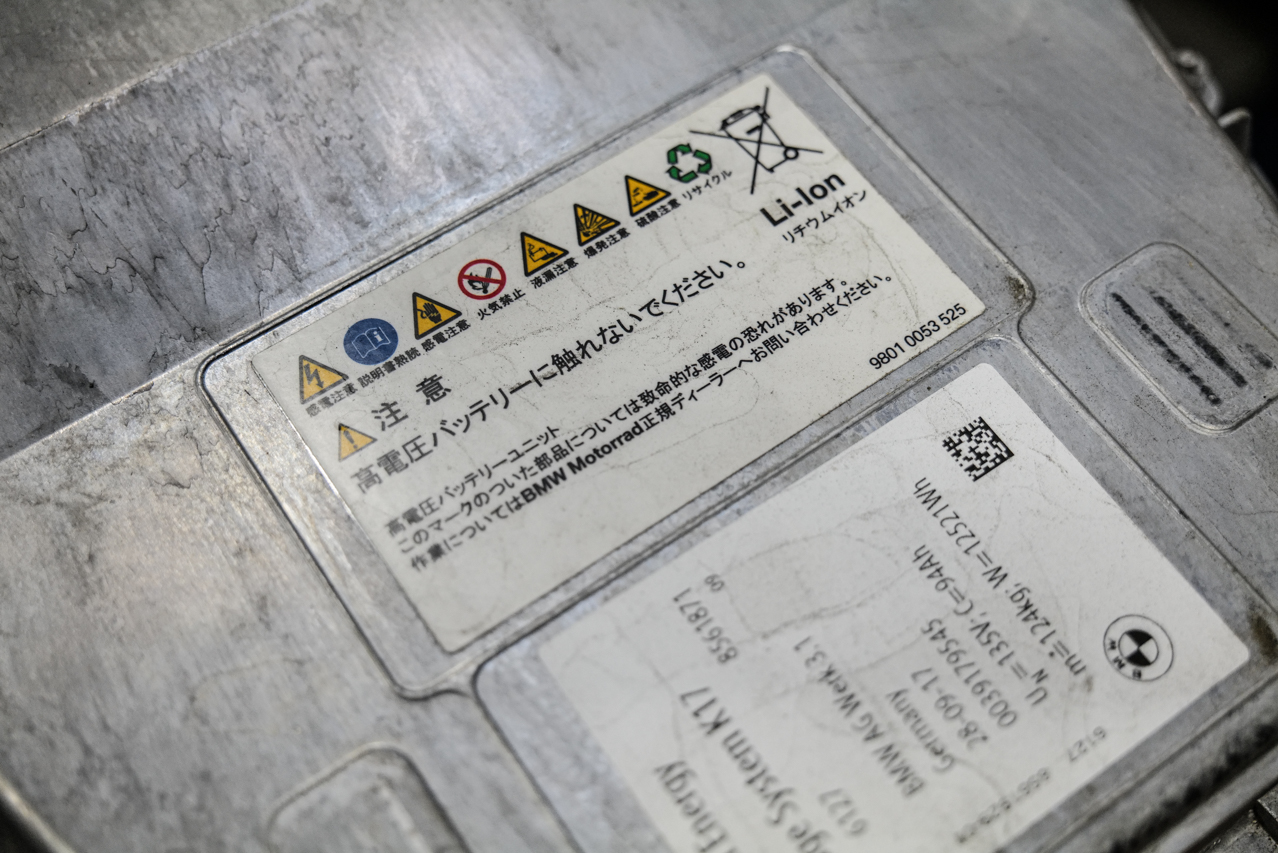 感電注意 説明書熟読 感電注意 火気禁止 液漏注意 爆発注意 硫酸注意 リサイクル
Li-Ion
リチウムイオン
注 意
高電圧バッテリーに触れないでください。
高電圧バッテリーユニット
このマークのついた部品については致命的な感電の恐れがあります。
作業についてはBMW Motorrad正規ディーラーへお問い合わせください。
9801 0053 525
Energy
ge System K17
6127
8561871
09
BMW AG Werk3.1
Germany
28-09-17
0039179545
U_N=135V; C=94Ah
m=124kg; W=12521Wh
BMW
6127